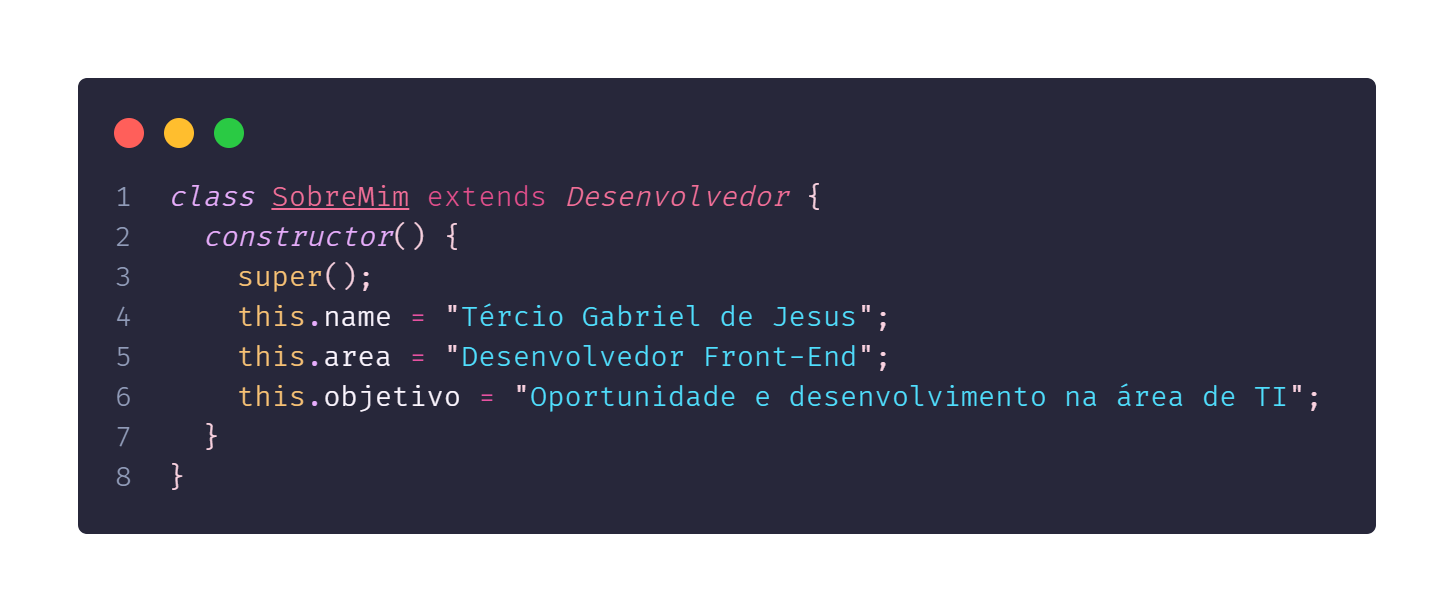 1 class SobreMim extends Desenvolvedor {
2   constructor() {
3     super();
4     this.name = "Tércio Gabriel de Jesus";
5     this.area = "Desenvolvedor Front-End";
6     this.objetivo = "Oportunidade e desenvolvimento na área de TI";
7   }
8 }